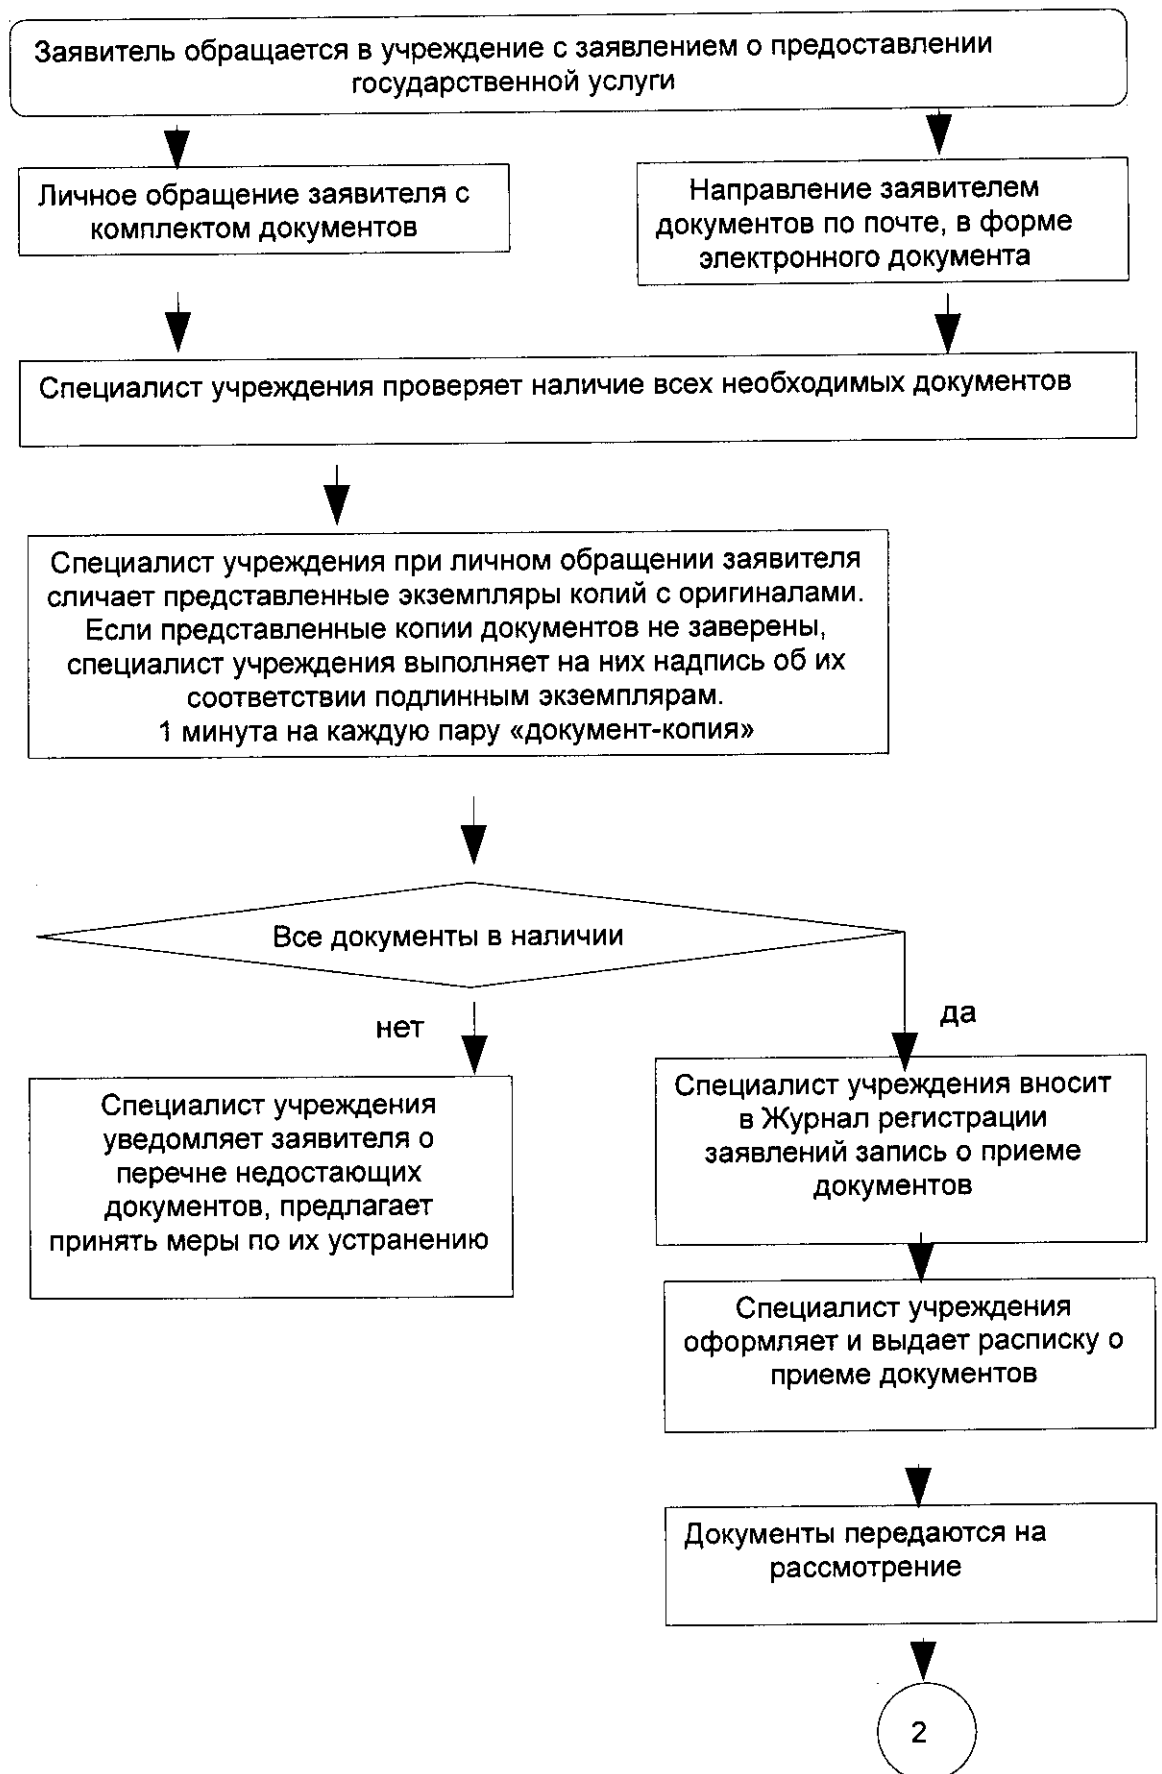 Заявитель обращается в учреждение с заявлением о предоставлении
государственной услуги
Личное обращение заявителя с
комплектом документов
Направление заявителем
документов по почте, в форме
электронного документа
Специалист учреждения проверяет наличие всех необходимых документов
Специалист учреждения при личном обращении заявителя
сличает представленные экземпляры копий с оригиналами.
Если представленные копии документов не заверены,
специалист учреждения выполняет на них надпись об их
соответствии подлинным экземплярам.
1 минута на каждую пару «документ-копия»
Все документы в наличии
нет
да
Специалист учреждения
уведомляет заявителя о
перечне недостающих
документов, предлагает
принять меры по их устранению
Специалист учреждения вносит
в Журнал регистрации
заявлений запись о приеме
документов
Специалист учреждения
оформляет и выдает расписку о
приеме документов
Документы передаются на
рассмотрение
2